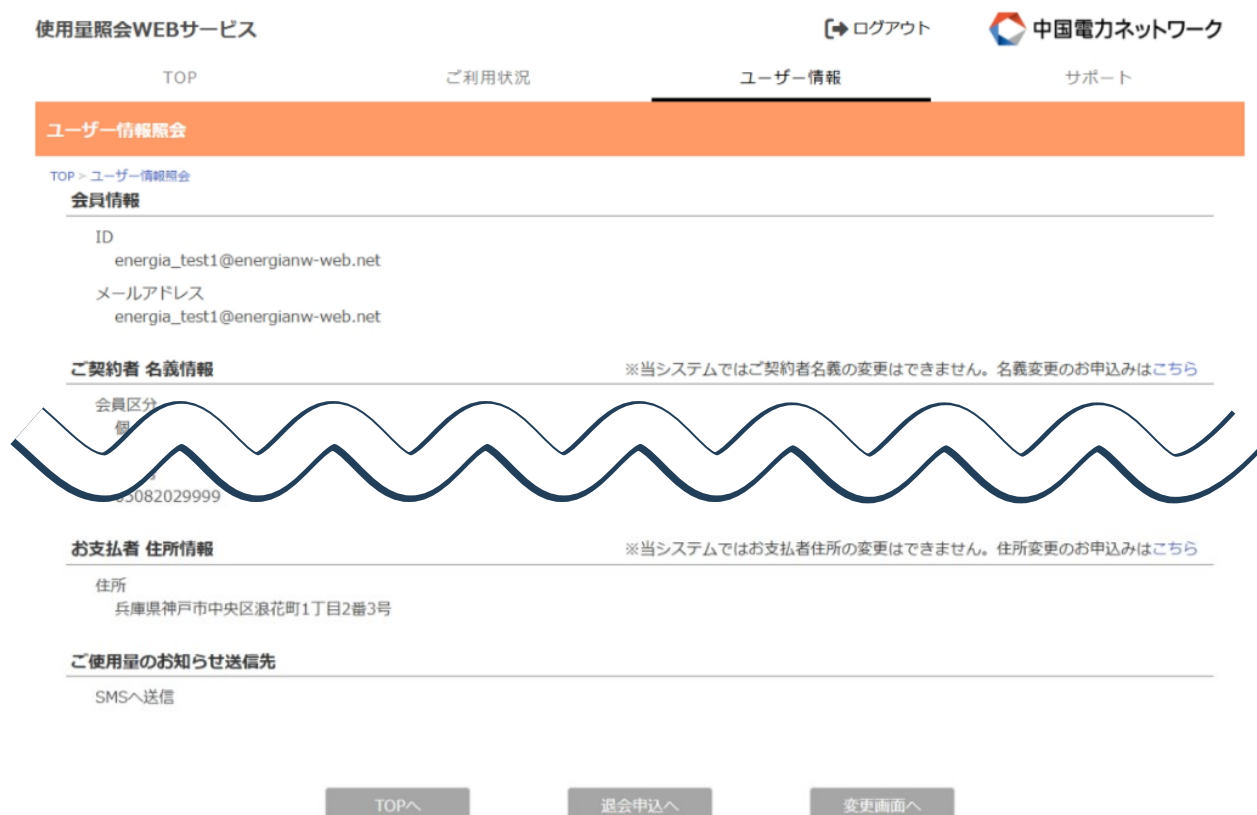 使用量照会WEBサービス
ログアウト
中国電力ネットワーク
TOP
ご利用状況
ユーザー情報
サポート
ユーザー情報照会
TOP > ユーザー情報照会
会員情報
ID
energia_test1@energianw-web.net
メールアドレス
energia_test1@energianw-web.net
ご契約者 名義情報
※当システムではご契約者名義の変更はできません。名義変更のお申込みはこちら
会員区分
個
5082029999
お支払者 住所情報
※当システムではお支払者住所の変更はできません。住所変更のお申込みはこちら
住所
兵庫県神戸市中央区浪花町1丁目2番3号
ご使用量のお知らせ送信先
SMSへ送信
TOPへ
退会申込へ
変更画面へ